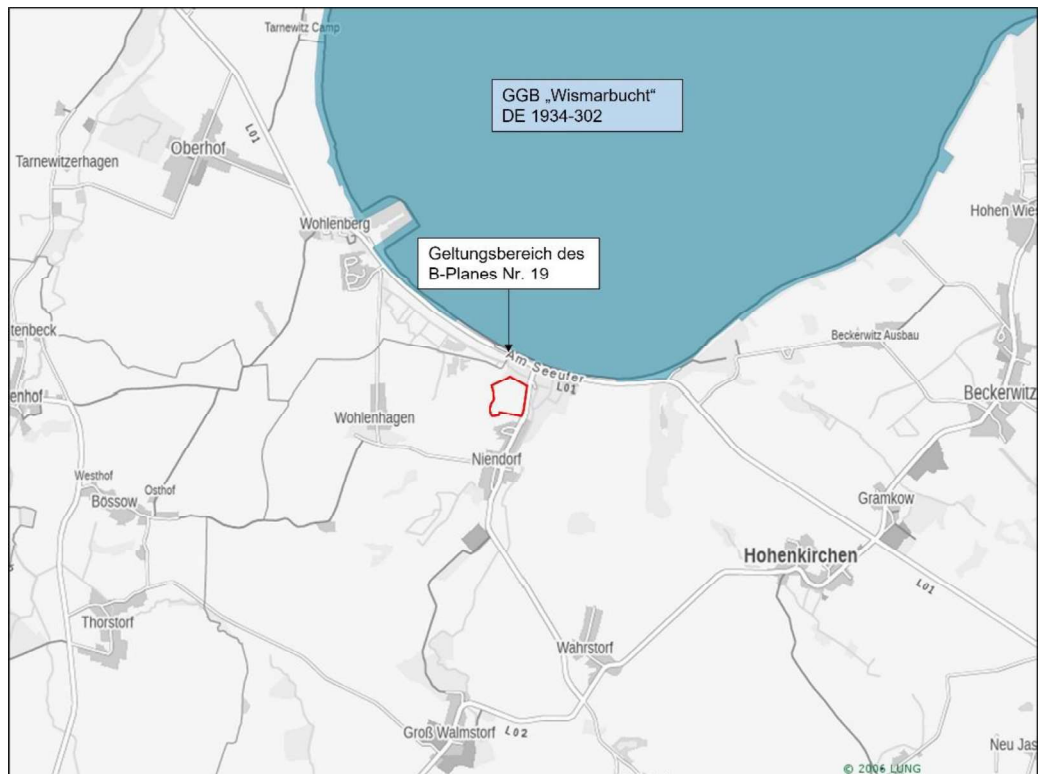 Tarnewitz Camp
GGB „Wismarbucht“
DE 1934-302
L01
Oberhof
Tarnewitzerhagen
Hohen Wies
Wohlenberg
Geltungsbereich des
B-Planes Nr. 19
tenbeck
Am Seeufer
Beckerwitz Ausbau
L01
enhof
Beckerwitz
Wohlenhagen
Niendorf
Westhof
Osthof
Bössow
Gramkow
Hohenkirchen
L01
Thorstorf
Wahrstorf
Groß Walmstorf
L02
Neu Jas
© 2006 LUNG